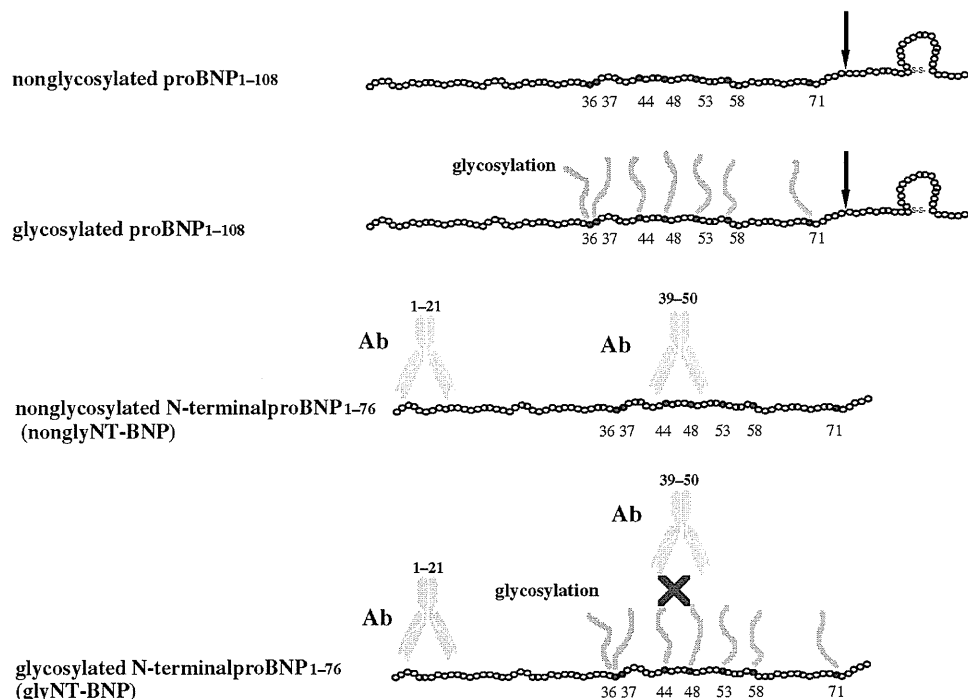 nonglycosylated proBNP1–108
-S-S-
36 37 44 48 53 58 71
glycosylation
glycosylated proBNP1–108
-S-S-
36 37 44 48 53 58 71
1–21 39–50
Ab Ab
nonglycosylated N-terminalproBNP1–76
(nonglyNT-BNP)
36 37 44 48 53 58 71
39–50
Ab
1–21
glycosylation
Ab
glycosylated N-terminalproBNP1–76
(glyNT-BNP)
36 37 44 48 53 58 71